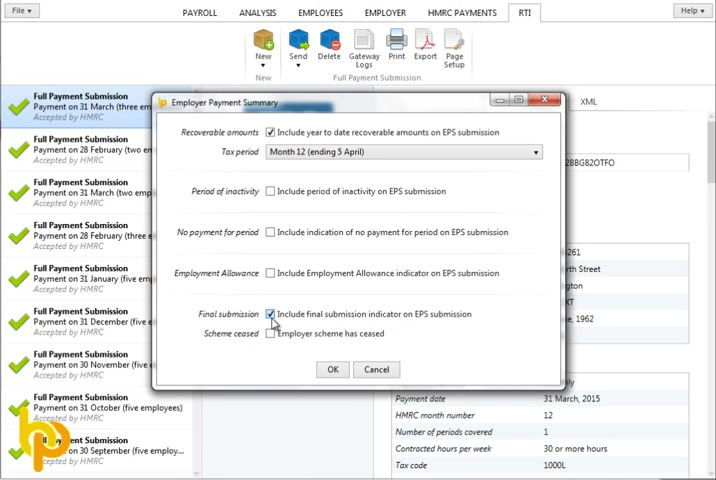 File
PAYROLL ANALYSIS EMPLOYEES EMPLOYER HMRC PAYMENTS RTI
Help
New Send Delete Gateway Logs Print Export Page Setup
New Full Payment Submission
Full Payment Submission
Payment on 31 March (three em
Accepted by HMRC
Full Payment Submission
Payment on 28 February (two en
Accepted by HMRC
Full Payment Submission
Payment on 31 March (two emp
Accepted by HMRC
Full Payment Submission
Payment on 28 February (three e
Accepted by HMRC
Full Payment Submission
Payment on 31 January (five em
Accepted by HMRC
Full Payment Submission
Payment on 31 December (five e
Accepted by HMRC
Full Payment Submission
Payment on 30 November (five e
Accepted by HMRC
Full Payment Submission
Payment on 31 October (five employees)
Accepted by HMRC
Full Payment Submission
Payment on 30 September (five employ...
Accepted by HMRC
Employer Payment Summary
Recoverable amounts Include year to date recoverable amounts on EPS submission
Tax period Month 12 (ending 5 April)
Period of inactivity Include period of inactivity on EPS submission
No payment for period Include indication of no payment for period on EPS submission
Employment Allowance Include Employment Allowance indicator on EPS submission
Final submission Include final submission indicator on EPS submission
Scheme ceased Employer scheme has ceased
OK Cancel
XML
2BBG82OTFO
261
rth Street
ngton
XT
ne, 1962
Payment date 31 March, 2015
HMRC month number 12
Number of periods covered 1
Contracted hours per week 30 or more hours
Tax code 1000L
bp